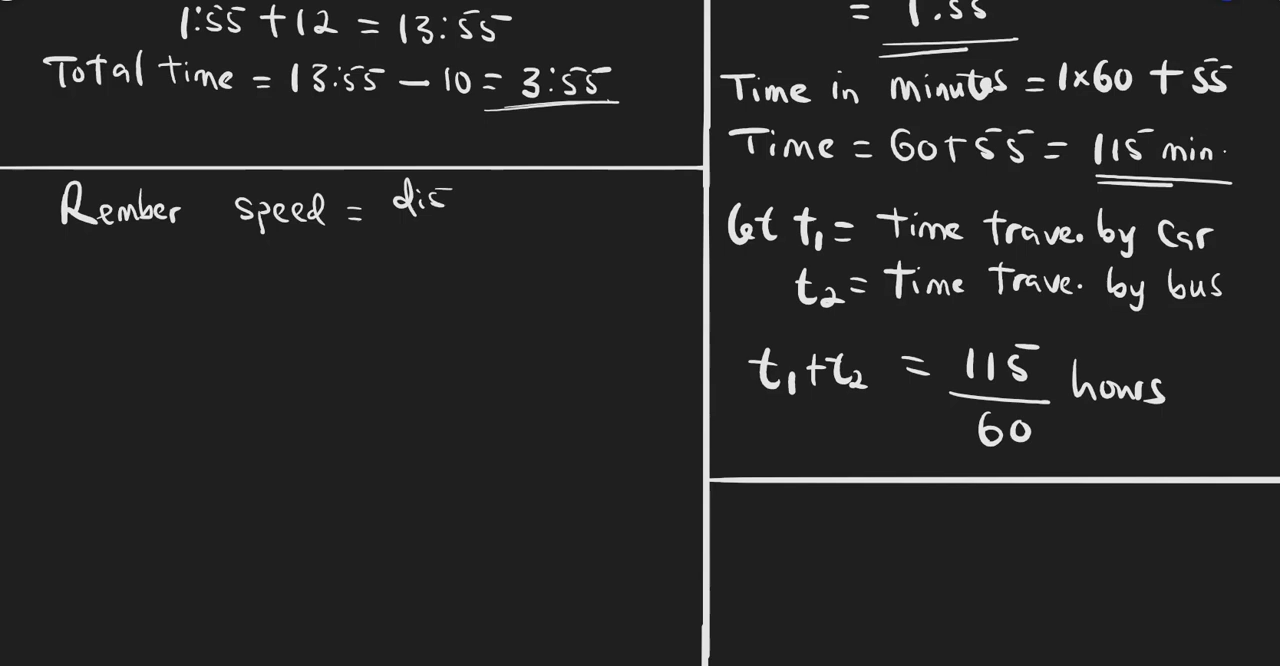 1:55 + 12 = 13:55
Total time = 13:55 - 10 = 3:55
Rember speed = dis
= 1.55
Time in minutes = 1×60 + 55
Time = 60+55 = 115 min.
let t₁ = time trave. by car
t₂ = time trave. by bus
t₁+t₂ = 115/60 hours